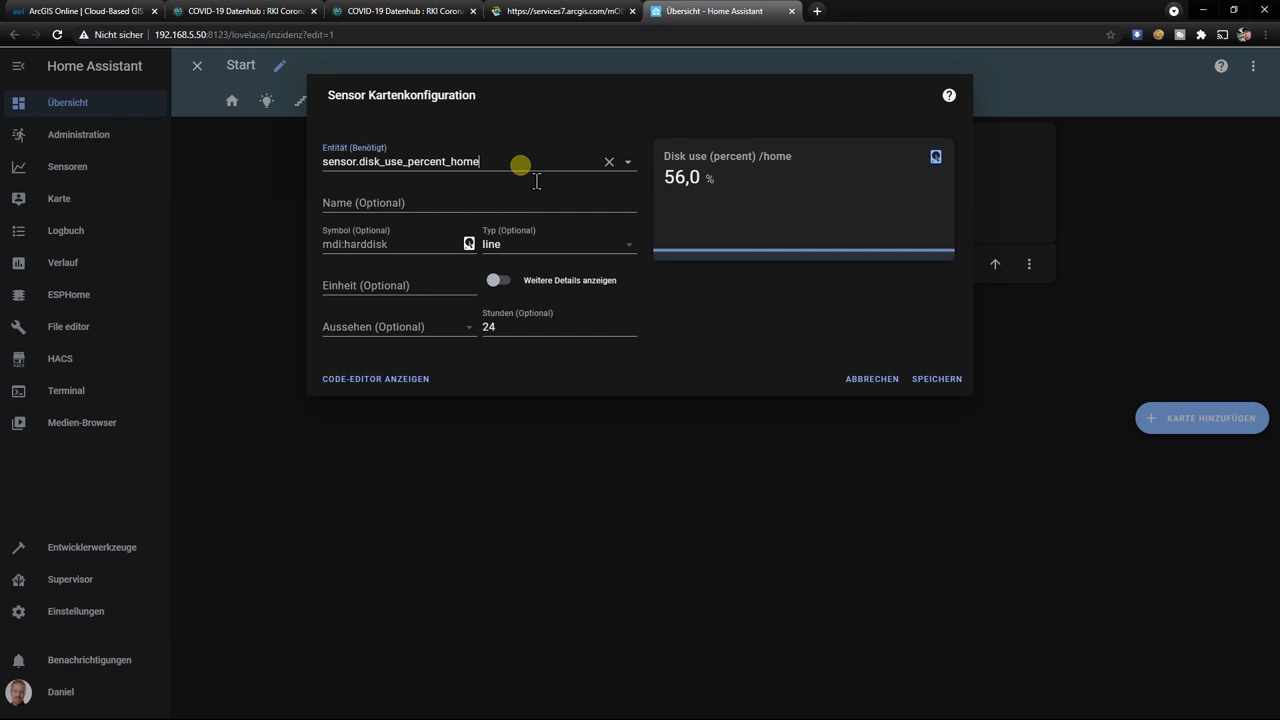 esri ArcGIS Online | Cloud-Based GIS
COVID-19 Datenhub : RKI Corona
COVID-19 Datenhub : RKI Corona
https://services7.arcgis.com/mOB
Übersicht - Home Assistant
Nicht sicher 192.168.5.50:8123/lovelace/inzidenz?edit=1
Home Assistant
Start
Übersicht
Administration
Sensoren
Karte
Logbuch
Verlauf
ESPHome
File editor
HACS
Terminal
Medien-Browser
Entwicklerwerkzeuge
Supervisor
Einstellungen
Benachrichtigungen
Daniel
Sensor Kartenkonfiguration
Entität (Benötigt)
sensor.disk_use_percent_home
Name (Optional)
Symbol (Optional)
mdi:harddisk
Typ (Optional)
line
Einheit (Optional)
Weitere Details anzeigen
Aussehen (Optional)
Stunden (Optional)
24
CODE-EDITOR ANZEIGEN
ABBRECHEN
SPEICHERN
Disk use (percent) /home
56,0 %
KARTE HINZUFÜGEN